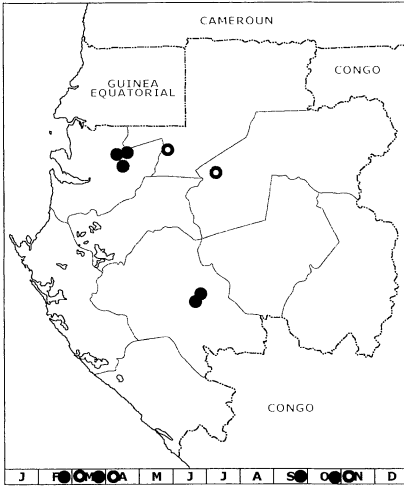 CAMEROUN
GUINEA
EQUATORIAL
CONGO
CONGO
J F M A M J J A S O N D